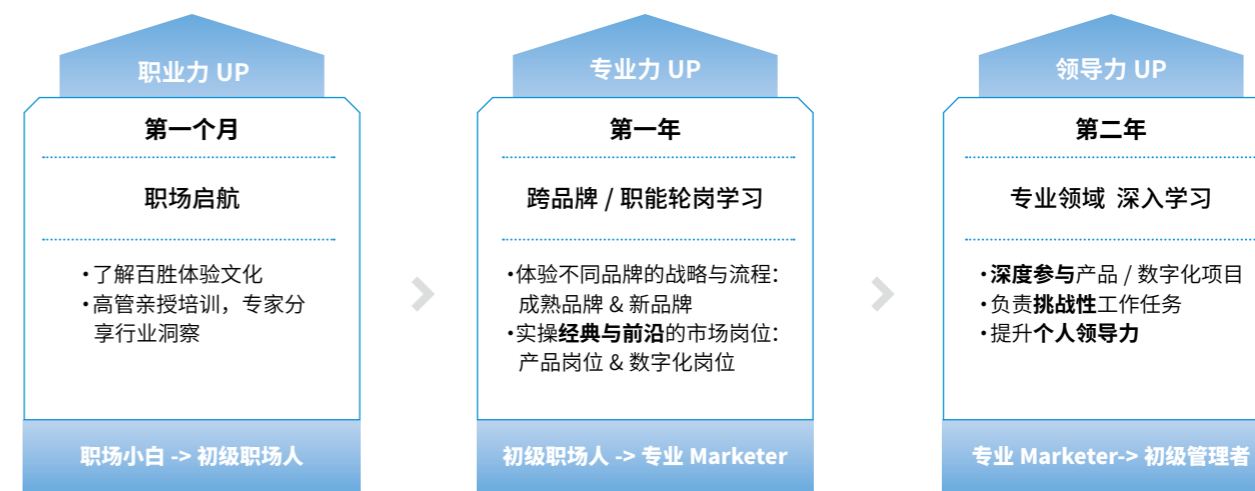 职业力 UP
第一个月
职场启航
·了解百胜体验文化
·高管亲授培训，专家分
享行业洞察
职场小白 -> 初级职场人
专业力 UP
第一年
跨品牌 / 职能轮岗学习
·体验不同品牌的战略与流程：
成熟品牌 & 新品牌
·实操经典与前沿的市场岗位：
产品岗位 & 数字化岗位
初级职场人 -> 专业 Marketer
领导力 UP
第二年
专业领域 深入学习
·深度参与产品 / 数字化项目
·负责挑战性工作任务
·提升个人领导力
专业 Marketer-> 初级管理者